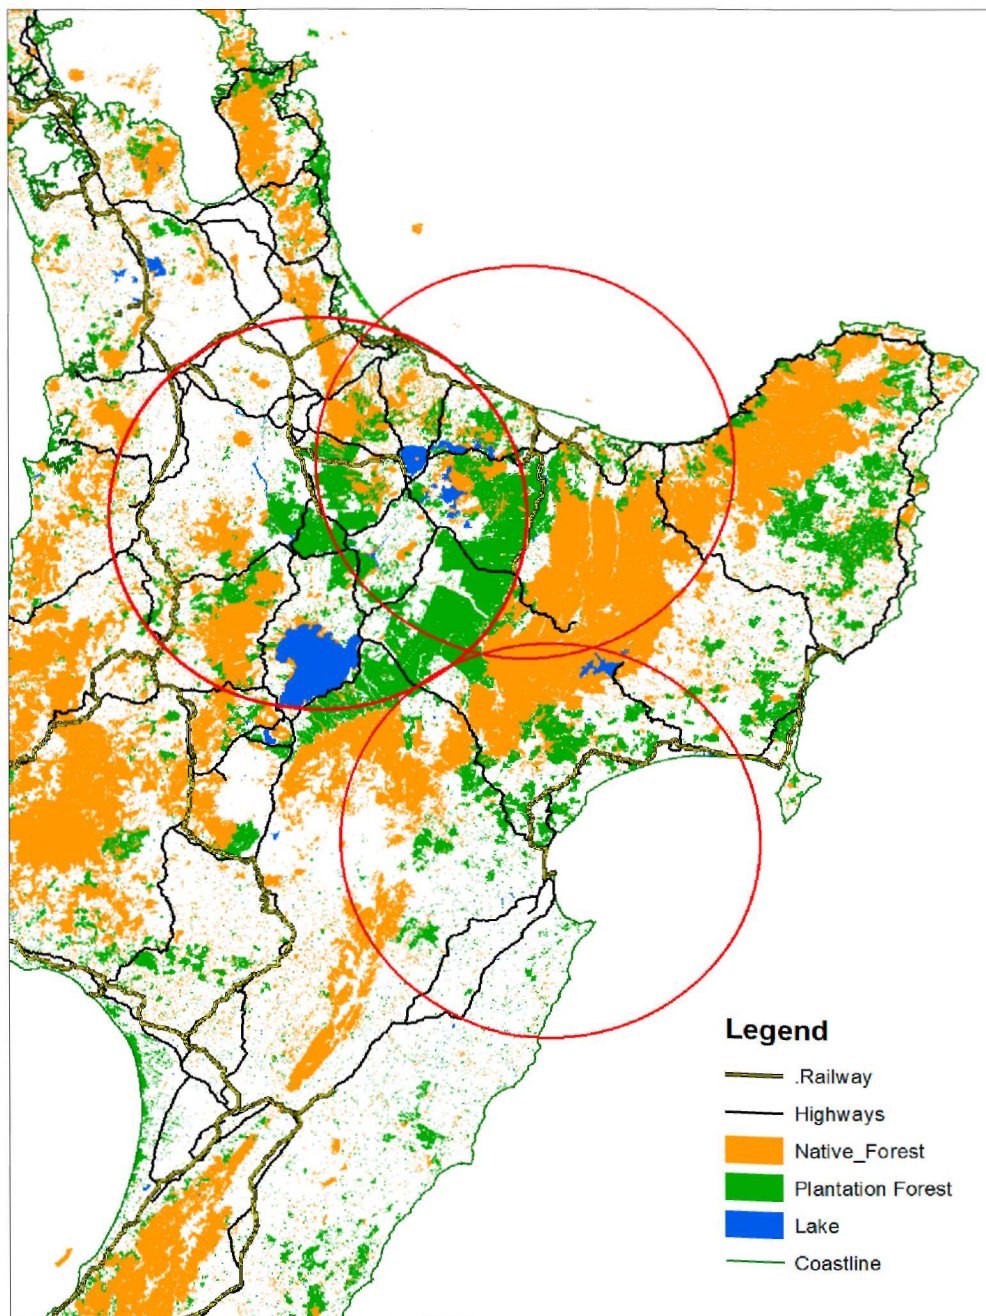 Legend
.Railway
Highways
Native_Forest
Plantation Forest
Lake
Coastline